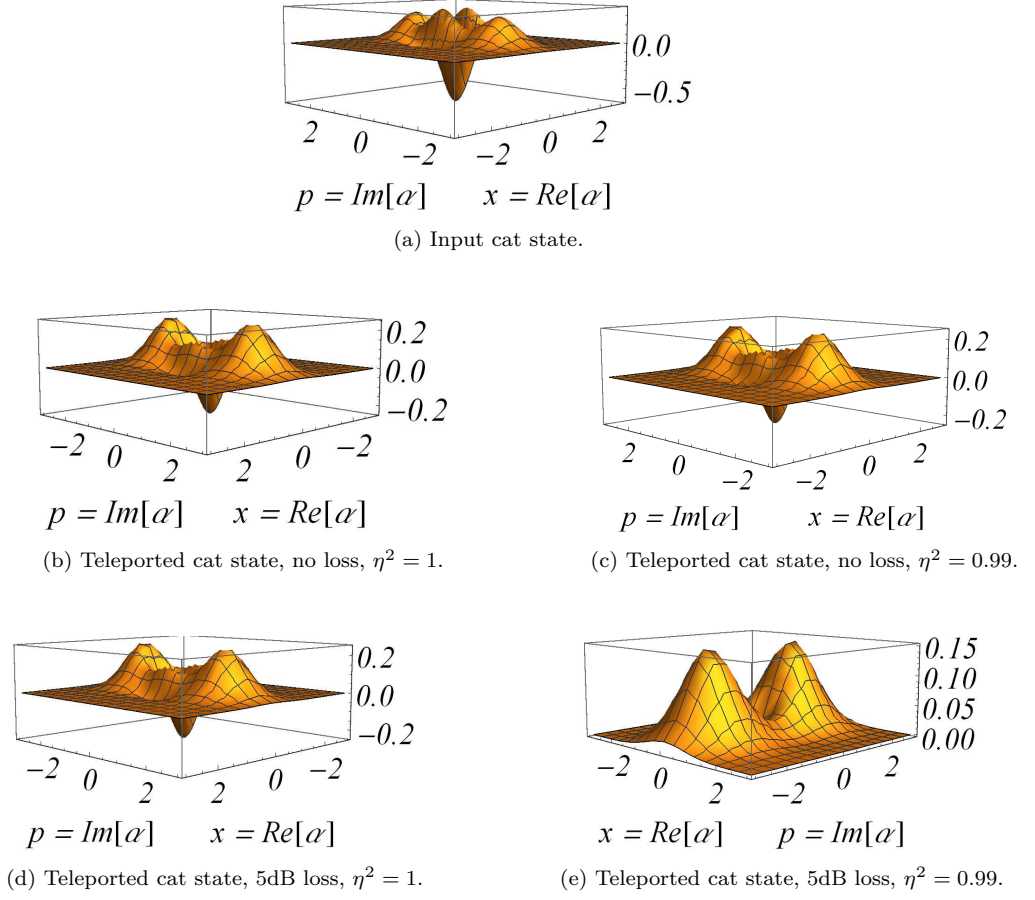 0.0
−0.5
2 0 −2 −2 0 2
p = Im[α] x = Re[α]
(a) Input cat state.
0.2
0.0
−0.2
−2 0 2 2 0 −2
p = Im[α] x = Re[α]
(b) Teleported cat state, no loss, η² = 1.
0.2
0.0
−0.2
2 0 −2 −2 0 2
p = Im[α] x = Re[α]
(c) Teleported cat state, no loss, η² = 0.99.
0.2
0.0
−0.2
−2 0 2 2 0 −2
p = Im[α] x = Re[α]
(d) Teleported cat state, 5dB loss, η² = 1.
0.15
0.10
0.05
0.00
−2 0 2 −2 0 2
x = Re[α] p = Im[α]
(e) Teleported cat state, 5dB loss, η² = 0.99.